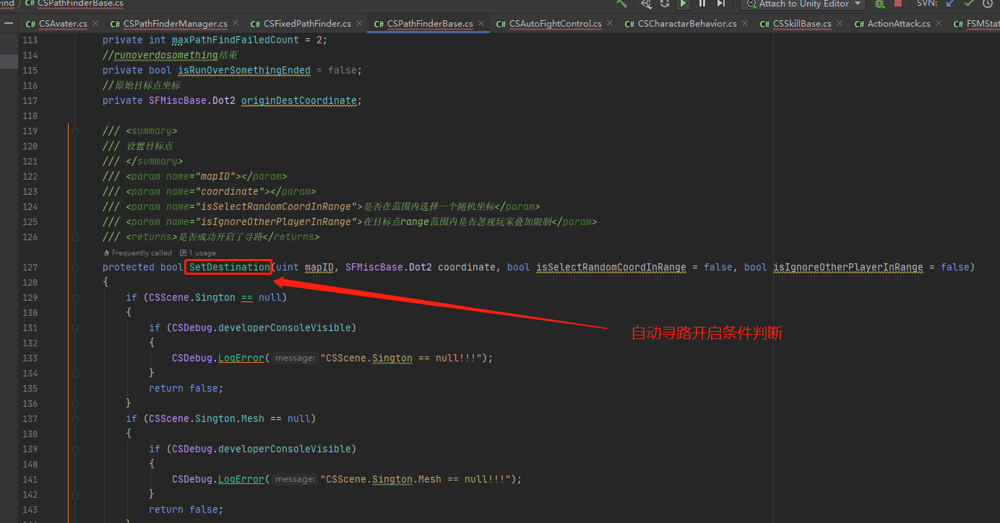 Find CSPathFinderBase.cs Attach to Unity Editor SVN:
C# CSAvater.cs C# CSPathFinderManager.cs C# CSFixedPathFinder.cs C# CSPathFinderBase.cs C# CSAutoFightControl.cs C# CSCharactarBehavior.cs C# CSSkillBase.cs C# ActionAttack.cs C# FSMStat
113 private int maxPathFindFailedCount = 2;
114 //runoverdosomething结束
115 private bool isRunOverSomethingEnded = false;
116 //原始目标点坐标
117 private SFMiscBase.Dot2 originDestCoordinate;
118
119 /// <summary>
120 /// 设置目标点
121 /// </summary>
122 /// <param name="mapID"></param>
123 /// <param name="coordinate"></param>
124 /// <param name="isSelectRandomCoordInRange">是否在范围内选择一个随机坐标</param>
125 /// <param name="isIgnoreOtherPlayerInRange">在目标点range范围内是否忽视玩家叠加限制</param>
126 /// <returns>是否成功开启了寻路</returns>
Frequently called 1 usage
127 protected bool SetDestination(uint mapID, SFMiscBase.Dot2 coordinate, bool isSelectRandomCoordInRange = false, bool isIgnoreOtherPlayerInRange = false)
128 {
129 if (CSScene.Sington == null)
130 {
131 if (CSDebug.developerConsoleVisible)
132 {
133 CSDebug.LogError( message: "CSScene.Sington == null!!!");
134 }
135 return false;
136 }
137 if (CSScene.Sington.Mesh == null)
138 {
139 if (CSDebug.developerConsoleVisible)
140 {
141 CSDebug.LogError( message: "CSScene.Sington.Mesh == null!!!");
142 }
143 return false;
自动寻路开启条件判断